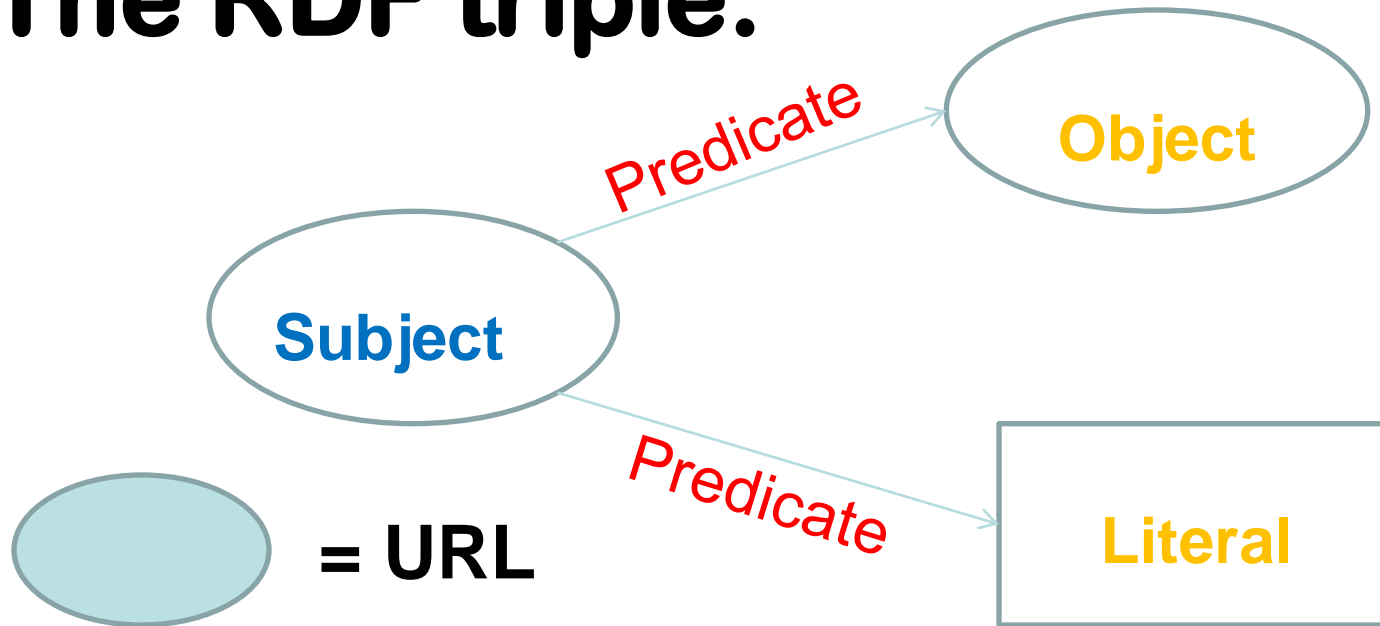 The RDF triple.
Predicate
Object
Subject
Predicate
Literal
= URL